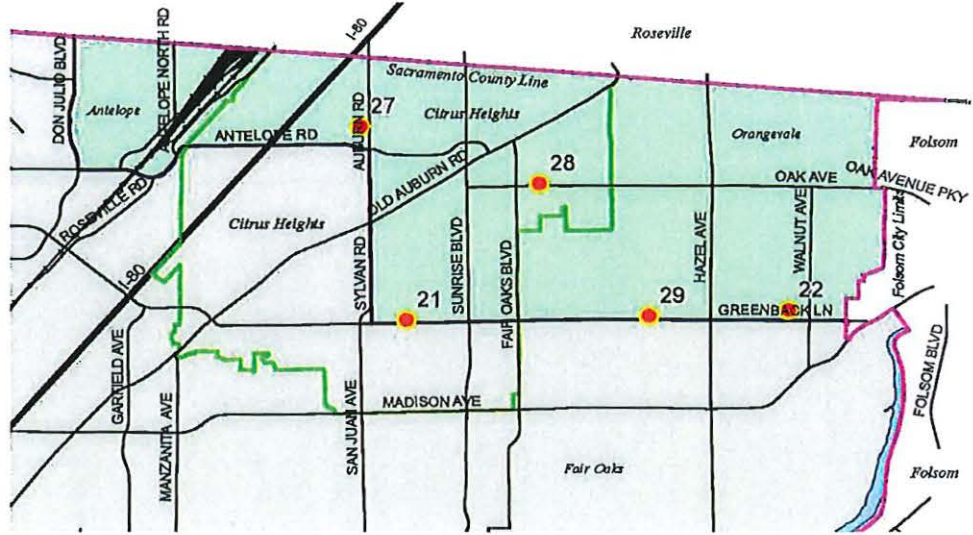 Roseville
I-80
DON JULIO BLVD
ANTELOPE NORTH RD
Sacramento County Line
Antelope
AUBURN RD
27
Citrus Heights
ANTELOPE RD
Orangevale
Folsom
OLD AUBURN RD
28
OAK AVE
OAK AVENUE PKY
ROSEVILLE RD
Citrus Heights
Folsom City Limits
I-80
SYLVAN RD
SUNRISE BLVD
FAIR OAKS BLVD
HAZEL AVE
WALNUT AVE
21
29
22
GREENBACK LN
GARFIELD AVE
MANZANITA AVE
SAN JUAN AVE
MADISON AVE
FOLSOM BLVD
Fair Oaks
Folsom